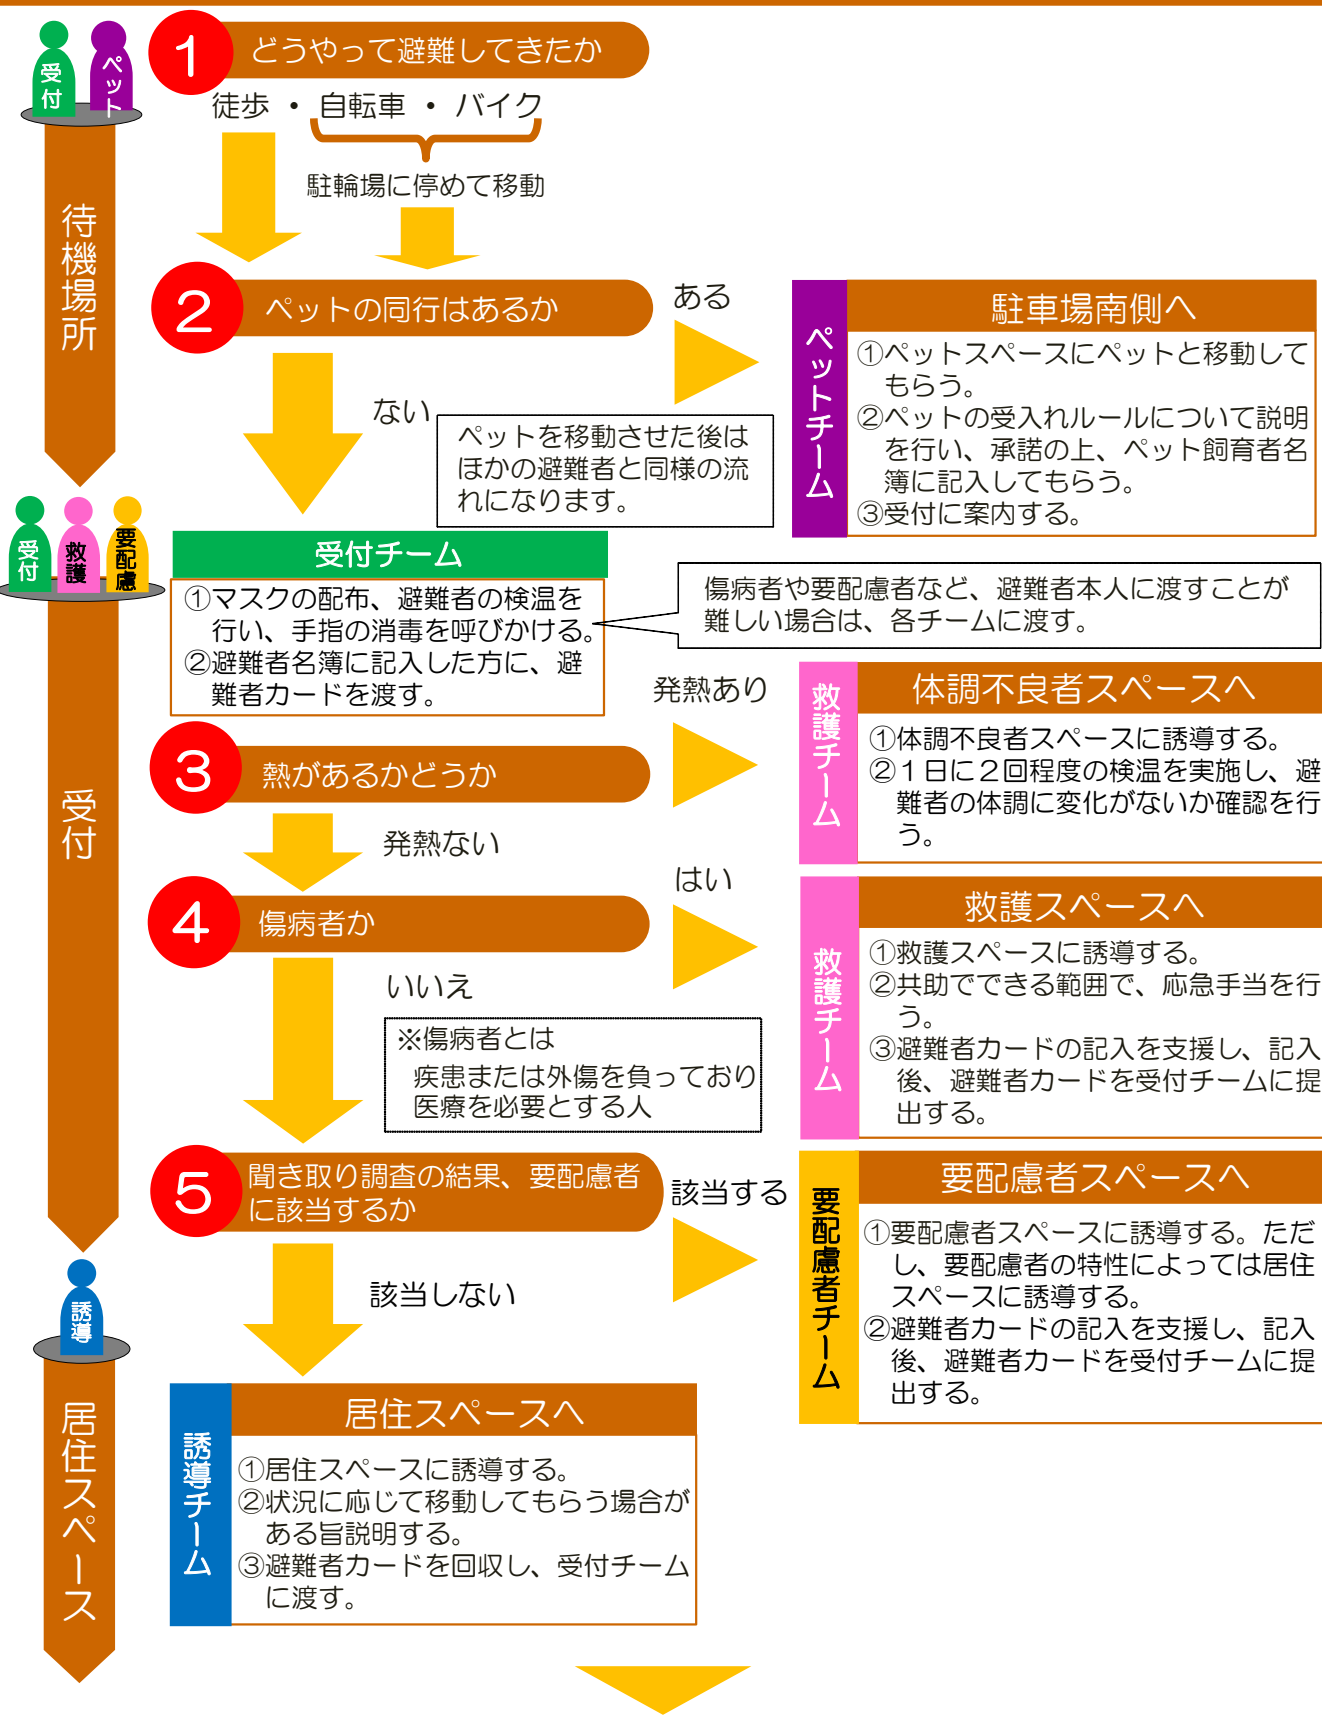 受付
ペット
1 どうやって避難してきたか
徒歩 ・ 自転車 ・ バイク
駐輪場に停めて移動
待機場所
2 ペットの同行はあるか
ある
ない
ペットを移動させた後は
ほかの避難者と同様の流
れになります。
ペットチーム
駐車場南側へ
①ペットスペースにペットと移動して
もらう。
②ペットの受入れルールについて説明
を行い、承諾の上、ペット飼育者名
簿に記入してもらう。
③受付に案内する。
受付
救護
要配慮
受付チーム
①マスクの配布、避難者の検温を
行い、手指の消毒を呼びかける。
②避難者名簿に記入した方に、避
難者カードを渡す。
傷病者や要配慮者など、避難者本人に渡すことが
難しい場合は、各チームに渡す。
受付
3 熱があるかどうか
発熱あり
発熱ない
救護チーム
体調不良者スペースへ
①体調不良者スペースに誘導する。
②１日に２回程度の検温を実施し、避
難者の体調に変化がないか確認を行
う。
4 傷病者か
はい
いいえ
※傷病者とは
疾患または外傷を負っており
医療を必要とする人
救護チーム
救護スペースへ
①救護スペースに誘導する。
②共助でできる範囲で、応急手当を行
う。
③避難者カードの記入を支援し、記入
後、避難者カードを受付チームに提
出する。
5 聞き取り調査の結果、要配慮者
に該当するか
該当する
該当しない
要配慮者チーム
要配慮者スペースへ
①要配慮者スペースに誘導する。ただ
し、要配慮者の特性によっては居住
スペースに誘導する。
②避難者カードの記入を支援し、記入
後、避難者カードを受付チームに提
出する。
誘導
居住スペース
誘導チーム
居住スペースへ
①居住スペースに誘導する。
②状況に応じて移動してもらう場合が
ある旨説明する。
③避難者カードを回収し、受付チーム
に渡す。